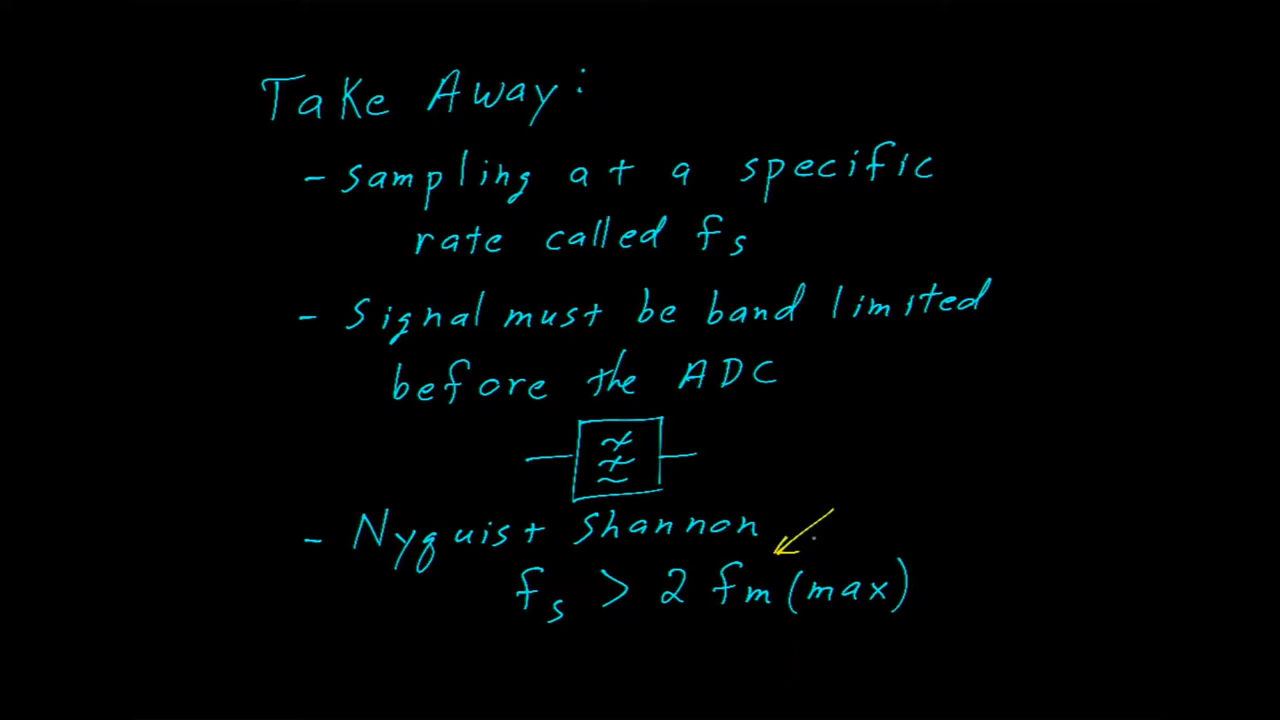 Take Away:
- sampling at a specific
rate called fs
- Signal must be band limited
before the ADC
- Nyquist Shannon
fs > 2 fm (max)